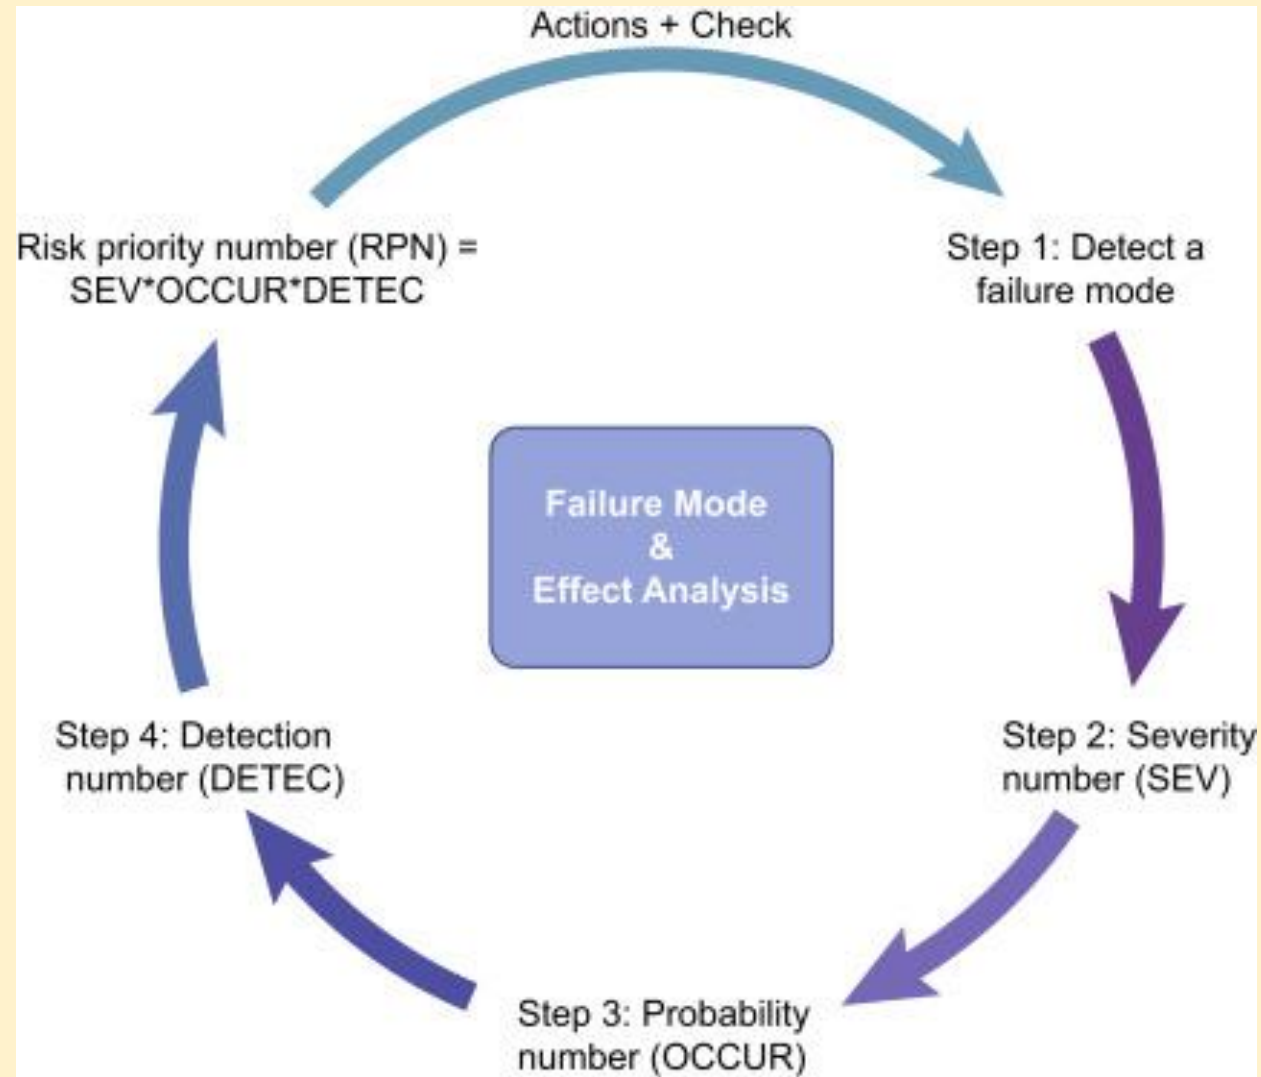 Actions + Check
Risk priority number (RPN) =
SEV*OCCUR*DETEC
Step 1: Detect a
failure mode
Failure Mode
&
Effect Analysis
Step 4: Detection
number (DETEC)
Step 2: Severity
number (SEV)
Step 3: Probability
number (OCCUR)